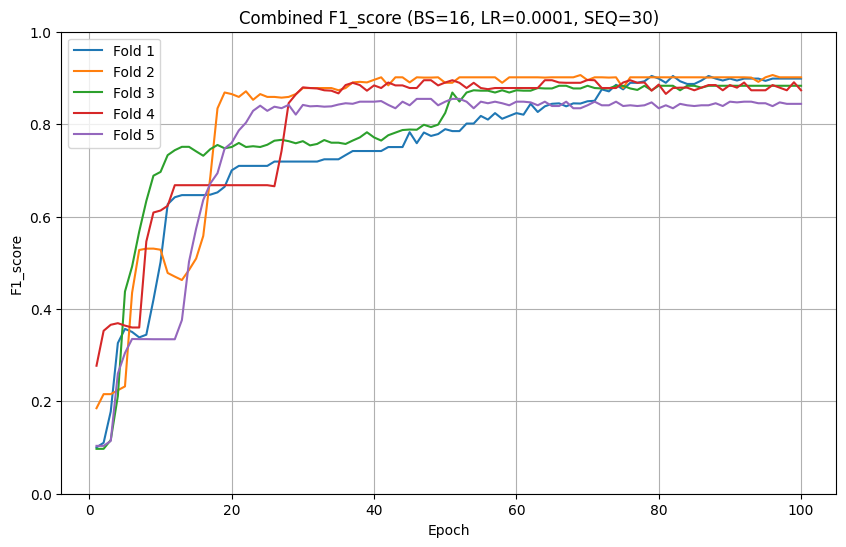 Combined F1_score (BS=16, LR=0.0001, SEQ=30)
Fold 1
Fold 2
Fold 3
Fold 4
Fold 5
1.0
0.8
0.6
0.4
0.2
0.0
F1_score
0 20 40 60 80 100
Epoch